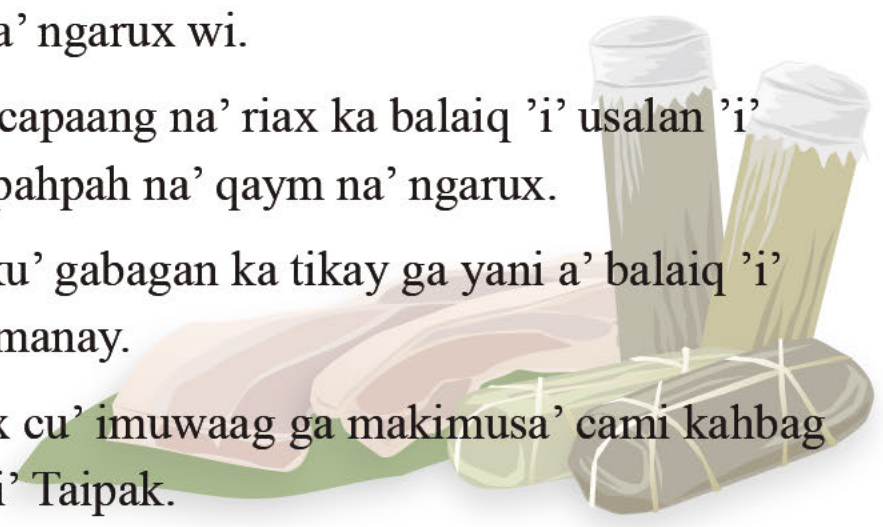 ngarux wi.
capaang na’ riax ka balaiq ’i’ usalan ’i’
pahpah na’ qaym na’ ngarux.
gabagan ka tikay ga yani a’ balaiq ’i’
manay.
cu’ imuwaag ga makimusa’ cami kahbag
Taipak.